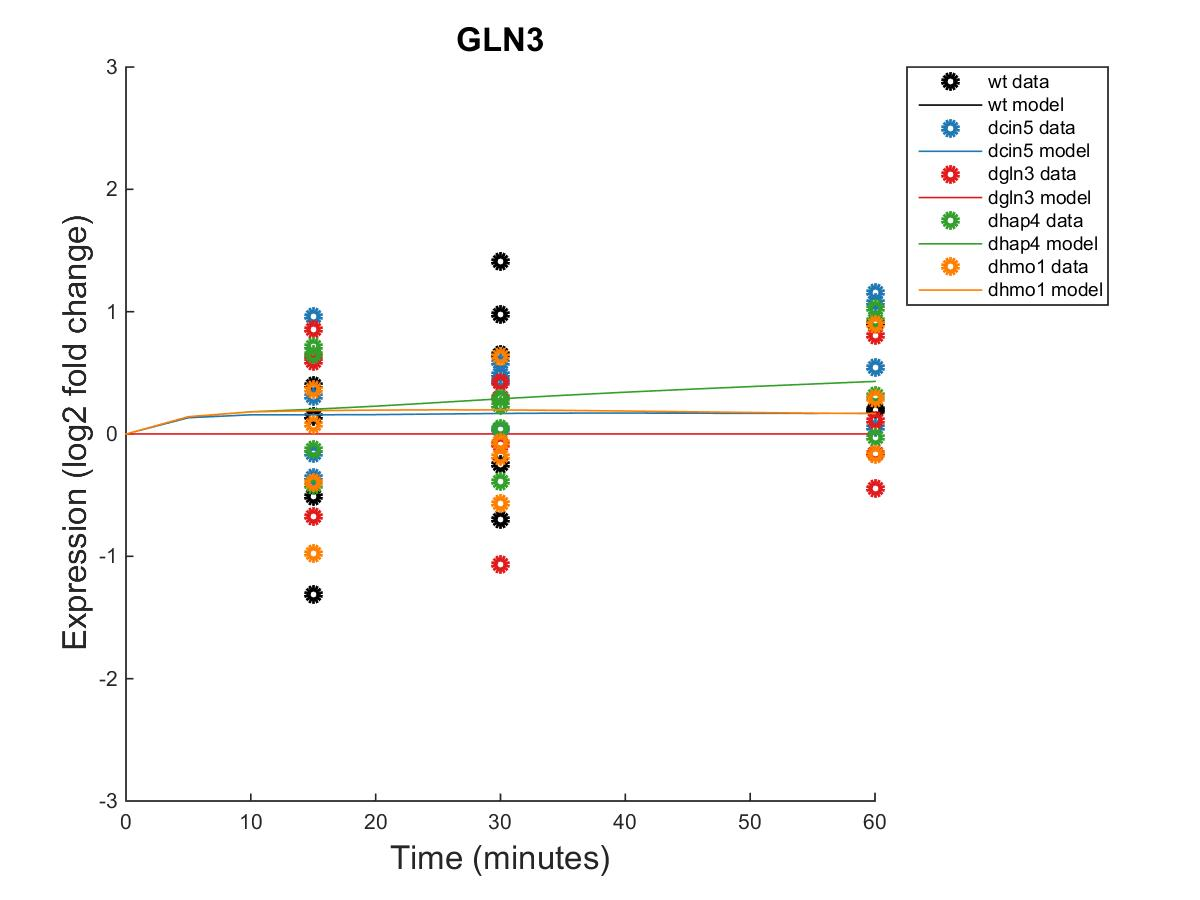 GLN3
3
2
1
0
-1
-2
-3
Expression (log2 fold change)
0 10 20 30 40 50 60
Time (minutes)
wt data
wt model
dcin5 data
dcin5 model
dgln3 data
dgln3 model
dhap4 data
dhap4 model
dhmo1 data
dhmo1 model